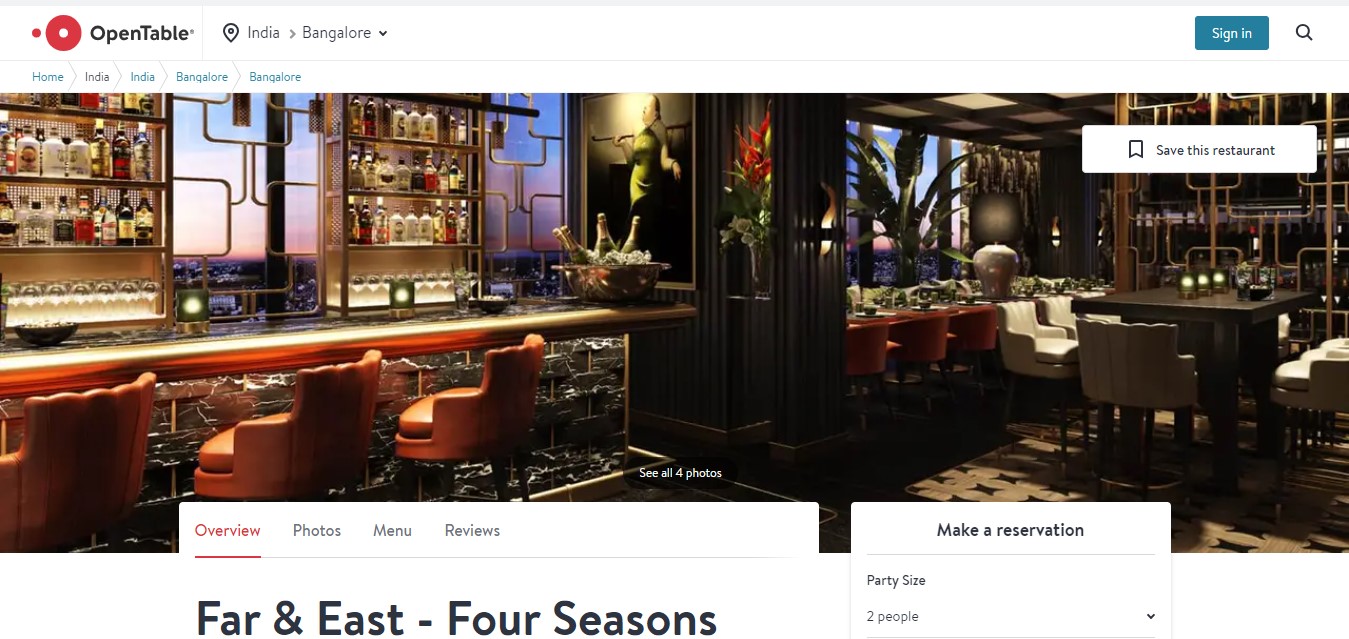 OpenTable®
India > Bangalore
Sign in
Home India India Bangalore Bangalore
Save this restaurant
See all 4 photos
Overview Photos Menu Reviews
Make a reservation
Party Size
2 people
Far & East - Four Seasons